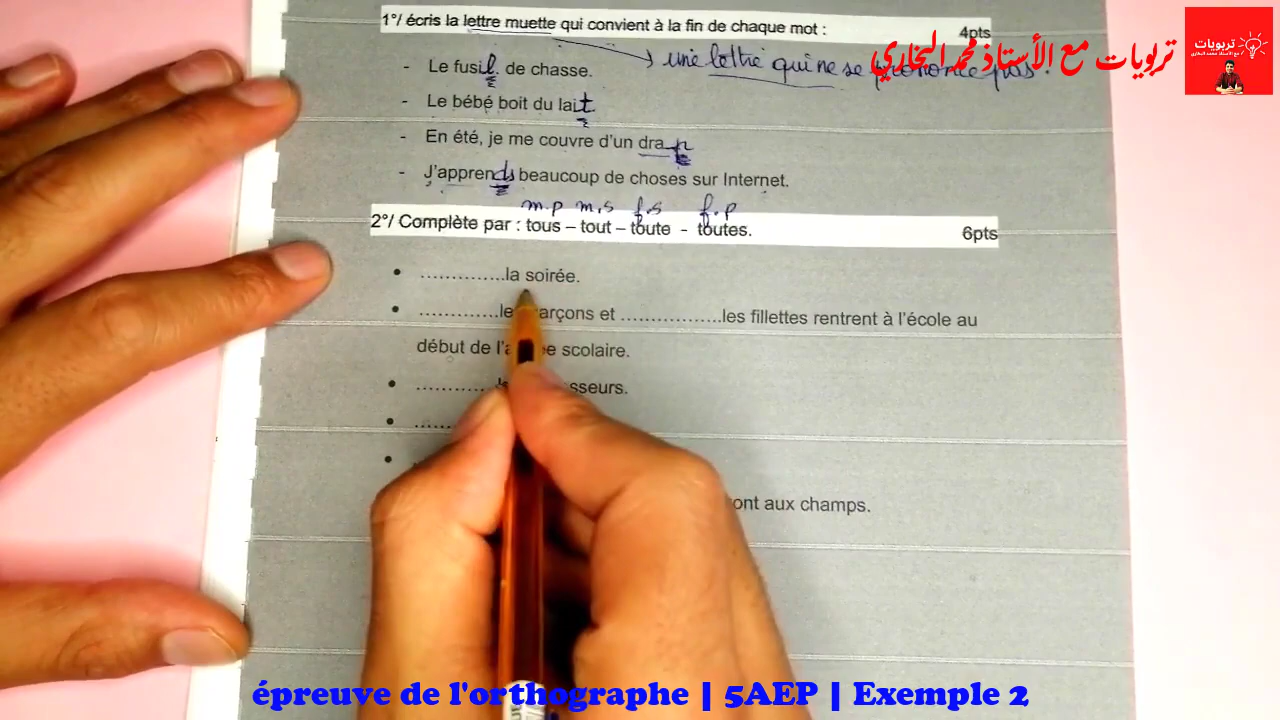 1°/ écris la lettre muette qui convient à la fin de chaque mot : 4pts
→ une lettre qui ne se prononce pas.
تربويات مع الأستاذ محمد البخاري
تربويات
- Le fusil de chasse.
- Le bébé boit du lait
- En été, je me couvre d'un drap
- J'apprends beaucoup de choses sur Internet.
m.p m.s f.s f.p
2°/ Complète par : tous – tout – toute - toutes. 6pts
• ..............la soirée.
• .............le arçons et .................les fillettes rentrent à l'école au
début de l'a e scolaire.
• ........... sseurs.
• ......
•
ont aux champs.
épreuve de l'orthographe | 5AEP | Exemple 2